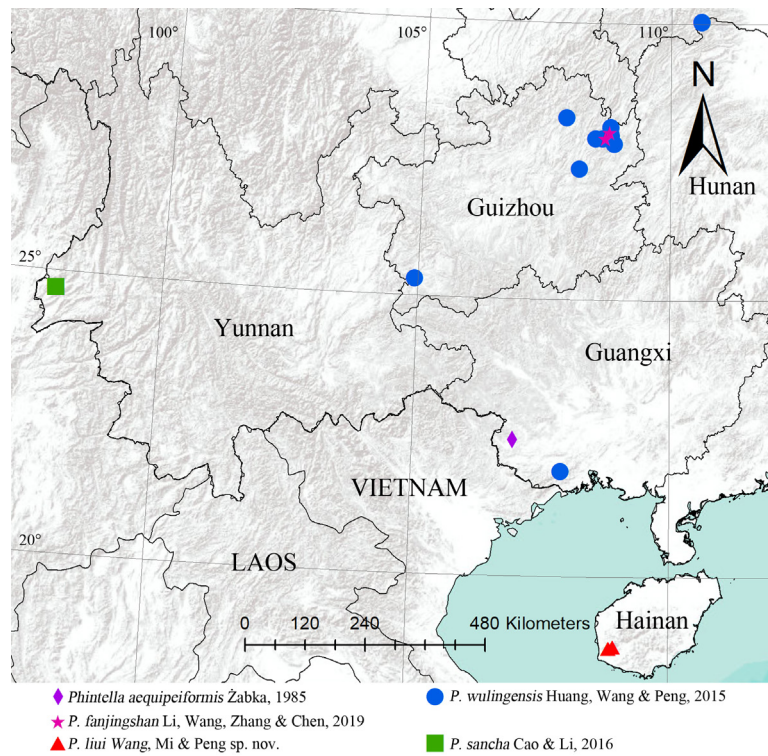 100° 105° 110°
N
Hunan
Guizhou
25°
Yunnan
Guangxi
VIETNAM
20°
LAOS
0 120 240 480 Kilometers
Hainan
Phintella aequipeiformis Żabka, 1985
P. wulingensis Huang, Wang & Peng, 2015
P. fanjingshan Li, Wang, Zhang & Chen, 2019
P. liui Wang, Mi & Peng sp. nov.
P. sancha Cao & Li, 2016